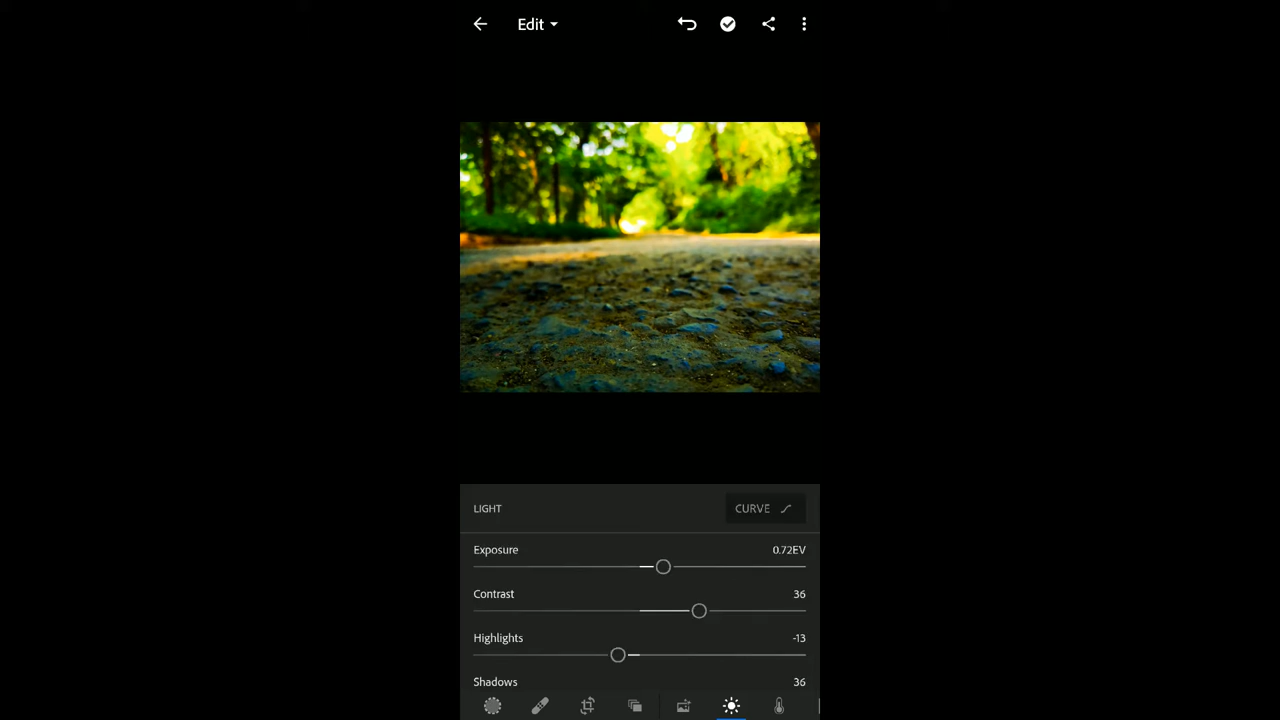 Edit
LIGHT CURVE
Exposure 0.72EV
Contrast 36
Highlights -13
Shadows 36